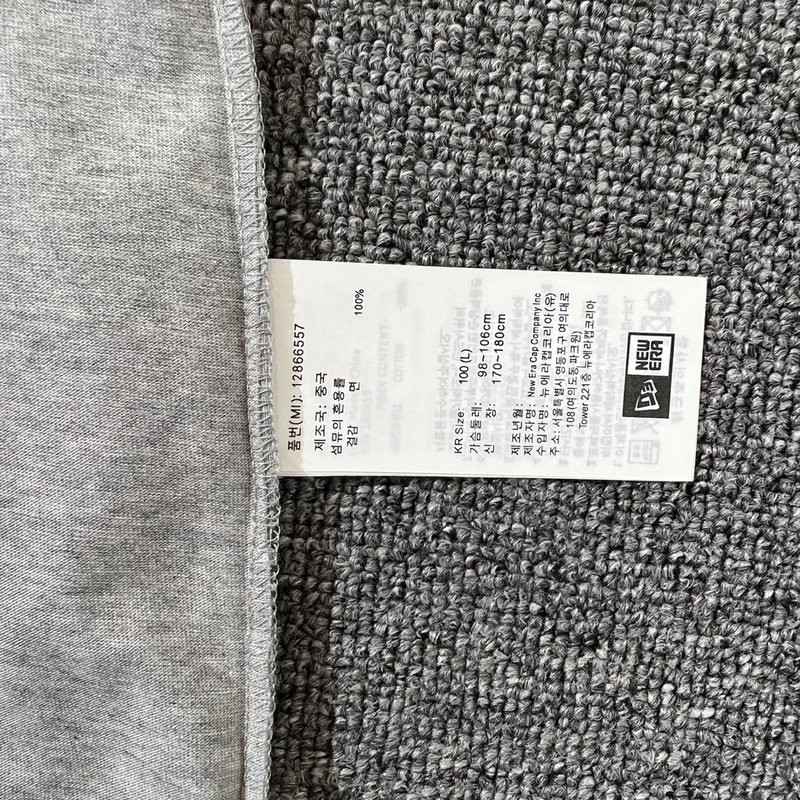 품번(MI): 12866557
제조국: 중국
섬유의 혼용률
겉감 면 100%
KR Size: 100 (L)
가슴둘레: 98~106cm
신 장: 170~180cm
제조년월:
제조자명: New Era Cap Company Inc
수입자명: 뉴에라캡코리아(유)
주소: 서울특별시 영등포구 여의대로
108 (여의도동 파크원)
Tower 2,21층 뉴에라캡코리아
NEW ERA